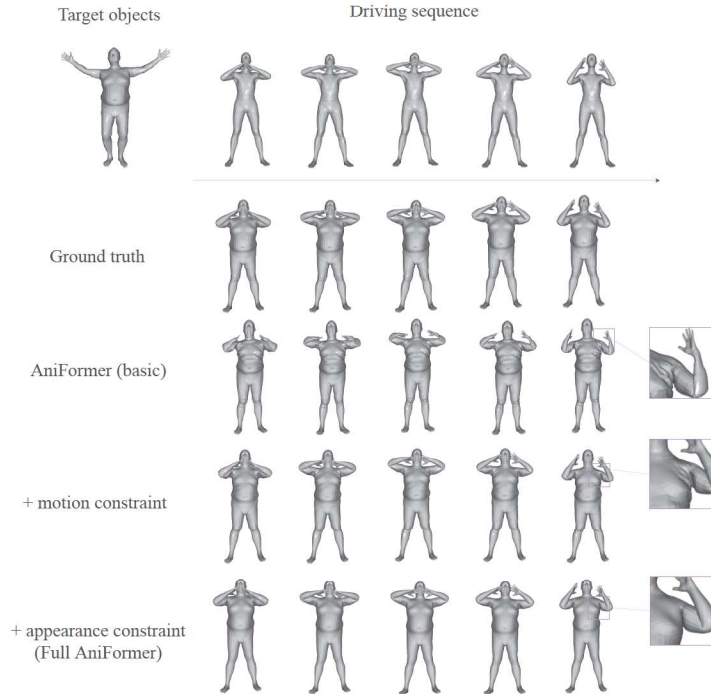 Target objects
Driving sequence
Ground truth
AniFormer (basic)
+ motion constraint
+ appearance constraint
(Full AniFormer)